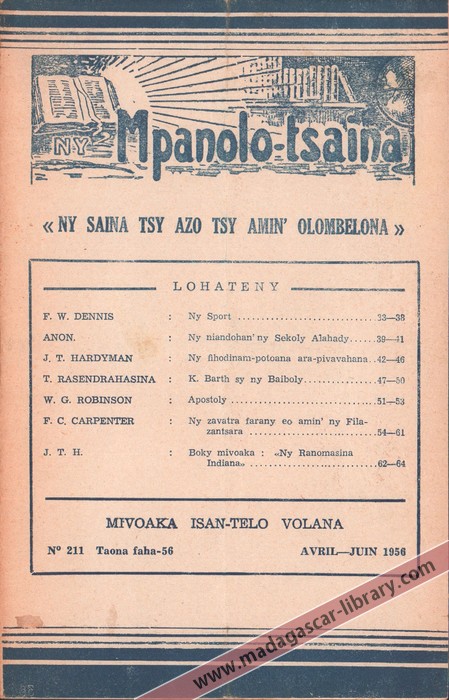 NY Mpanolo-tsaina
« NY SAINA TSY AZO TSY AMIN' OLOMBELONA »
LOHATENY
F. W. DENNIS : Ny Sport ........................ 33—38
ANON. : Ny niandohan' ny Sekoly Alahady ..... 39—41
J. T. HARDYMAN : Ny fihodinam-potoana ara-pivavahana .. 42—46
T. RASENDRAHASINA : K. Barth sy ny Baiboly ............. 47—50
W. G. ROBINSON : Apostoly .......................... 51—53
F. C. CARPENTER : Ny zavatra farany eo amin' ny Fila-
zantsara ....................... 54—61
J. T. H. : Boky mivoaka : «Ny Ranomasina
Indiana» ....................... 62—64
MIVOAKA ISAN-TELO VOLANA
Nº 211 Taona faha-56 AVRIL—JUIN 1956
www.madagascar-library.com